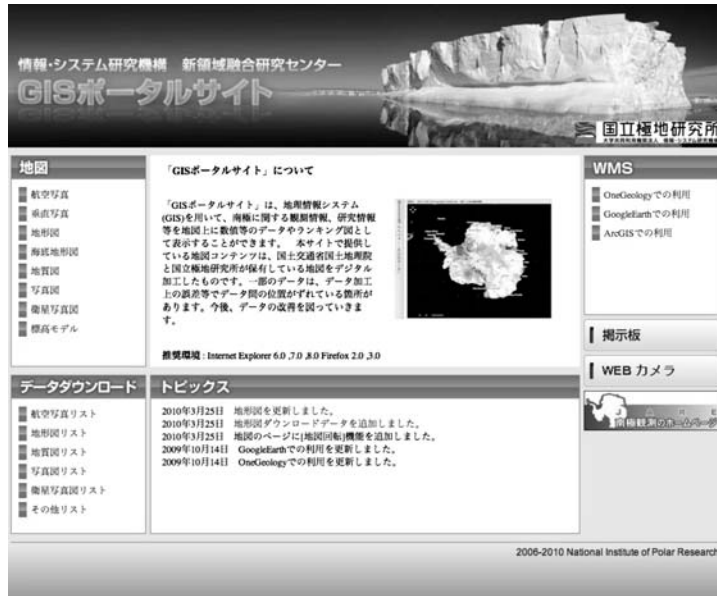 情報・システム研究機構　新領域融合研究センター
GISポータルサイト
国立極地研究所
地図
航空写真
垂直写真
地形図
海底地形図
地質図
写真図
衛星写真図
標高モデル
「GISポータルサイト」について
「GISポータルサイト」は、地理情報システム
(GIS)を用いて、南極に関する観測情報、研究情報
等を地図上に数値等のデータやランキング図とし
て表示することができます。　本サイトで提供し
ている地図コンテンツは、国土交通省国土地理院
と国立極地研究所が保有している地図をデジタル
加工したものです。一部のデータは、データ加工
上の誤差等でデータ間の位置がずれている箇所が
あります。今後、データの改善を図っていきま
す。
推奨環境 : Internet Explorer 6.0 ,7.0 ,8.0 Firefox 2.0 ,3.0
WMS
OneGeologyでの利用
GoogleEarthでの利用
ArcGISでの利用
掲示板
WEB カメラ
JARE
南極観測のホームページ
データダウンロード
航空写真リスト
地形図リスト
地質図リスト
写真図リスト
衛星写真図リスト
その他リスト
トピックス
2010年3月25日　地形図を更新しました。
2010年3月25日　地形図ダウンロードデータを追加しました。
2010年3月25日　地図のページに[地図回転]機能を追加しました。
2009年10月14日　GoogleEarthでの利用を更新しました。
2009年10月14日　OneGeologyでの利用を更新しました。
2006-2010 National Institute of Polar Research